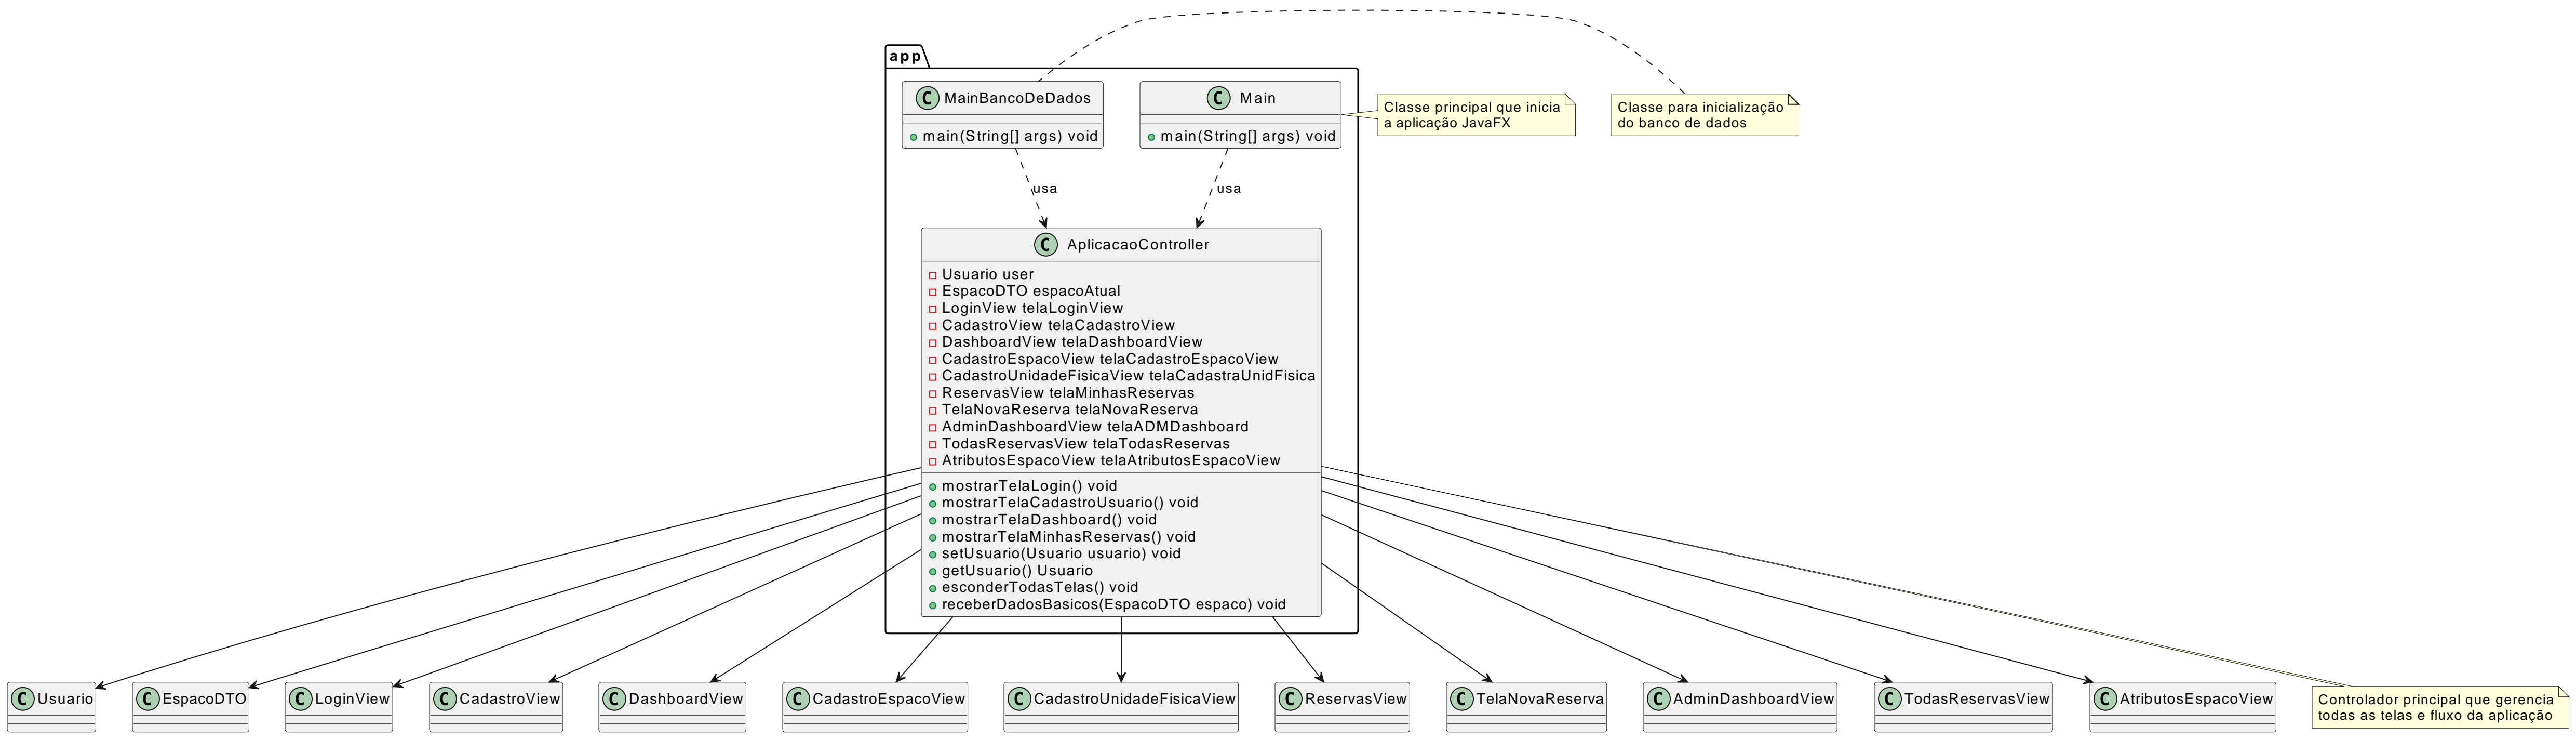 app
C MainBancoDeDados
main(String[] args) void
C Main
main(String[] args) void
Classe principal que inicia
a aplicação JavaFX
Classe para inicialização
do banco de dados
usa
usa
C AplicacaoController
Usuario user
EspacoDTO espacoAtual
LoginView telaLoginView
CadastroView telaCadastroView
DashboardView telaDashboardView
CadastroEspacoView telaCadastroEspacoView
CadastroUnidadeFisicaView telaCadastraUnidFisica
ReservasView telaMinhasReservas
TelaNovaReserva telaNovaReserva
AdminDashboardView telaADMDashboard
TodasReservasView telaTodasReservas
AtributosEspacoView telaAtributosEspacoView
mostrarTelaLogin() void
mostrarTelaCadastroUsuario() void
mostrarTelaDashboard() void
mostrarTelaMinhasReservas() void
setUsuario(Usuario usuario) void
getUsuario() Usuario
esconderTodasTelas() void
receberDadosBasicos(EspacoDTO espaco) void
C Usuario
C EspacoDTO
C LoginView
C CadastroView
C DashboardView
C CadastroEspacoView
C CadastroUnidadeFisicaView
C ReservasView
C TelaNovaReserva
C AdminDashboardView
C TodasReservasView
C AtributosEspacoView
Controlador principal que gerencia
todas as telas e fluxo da aplicação